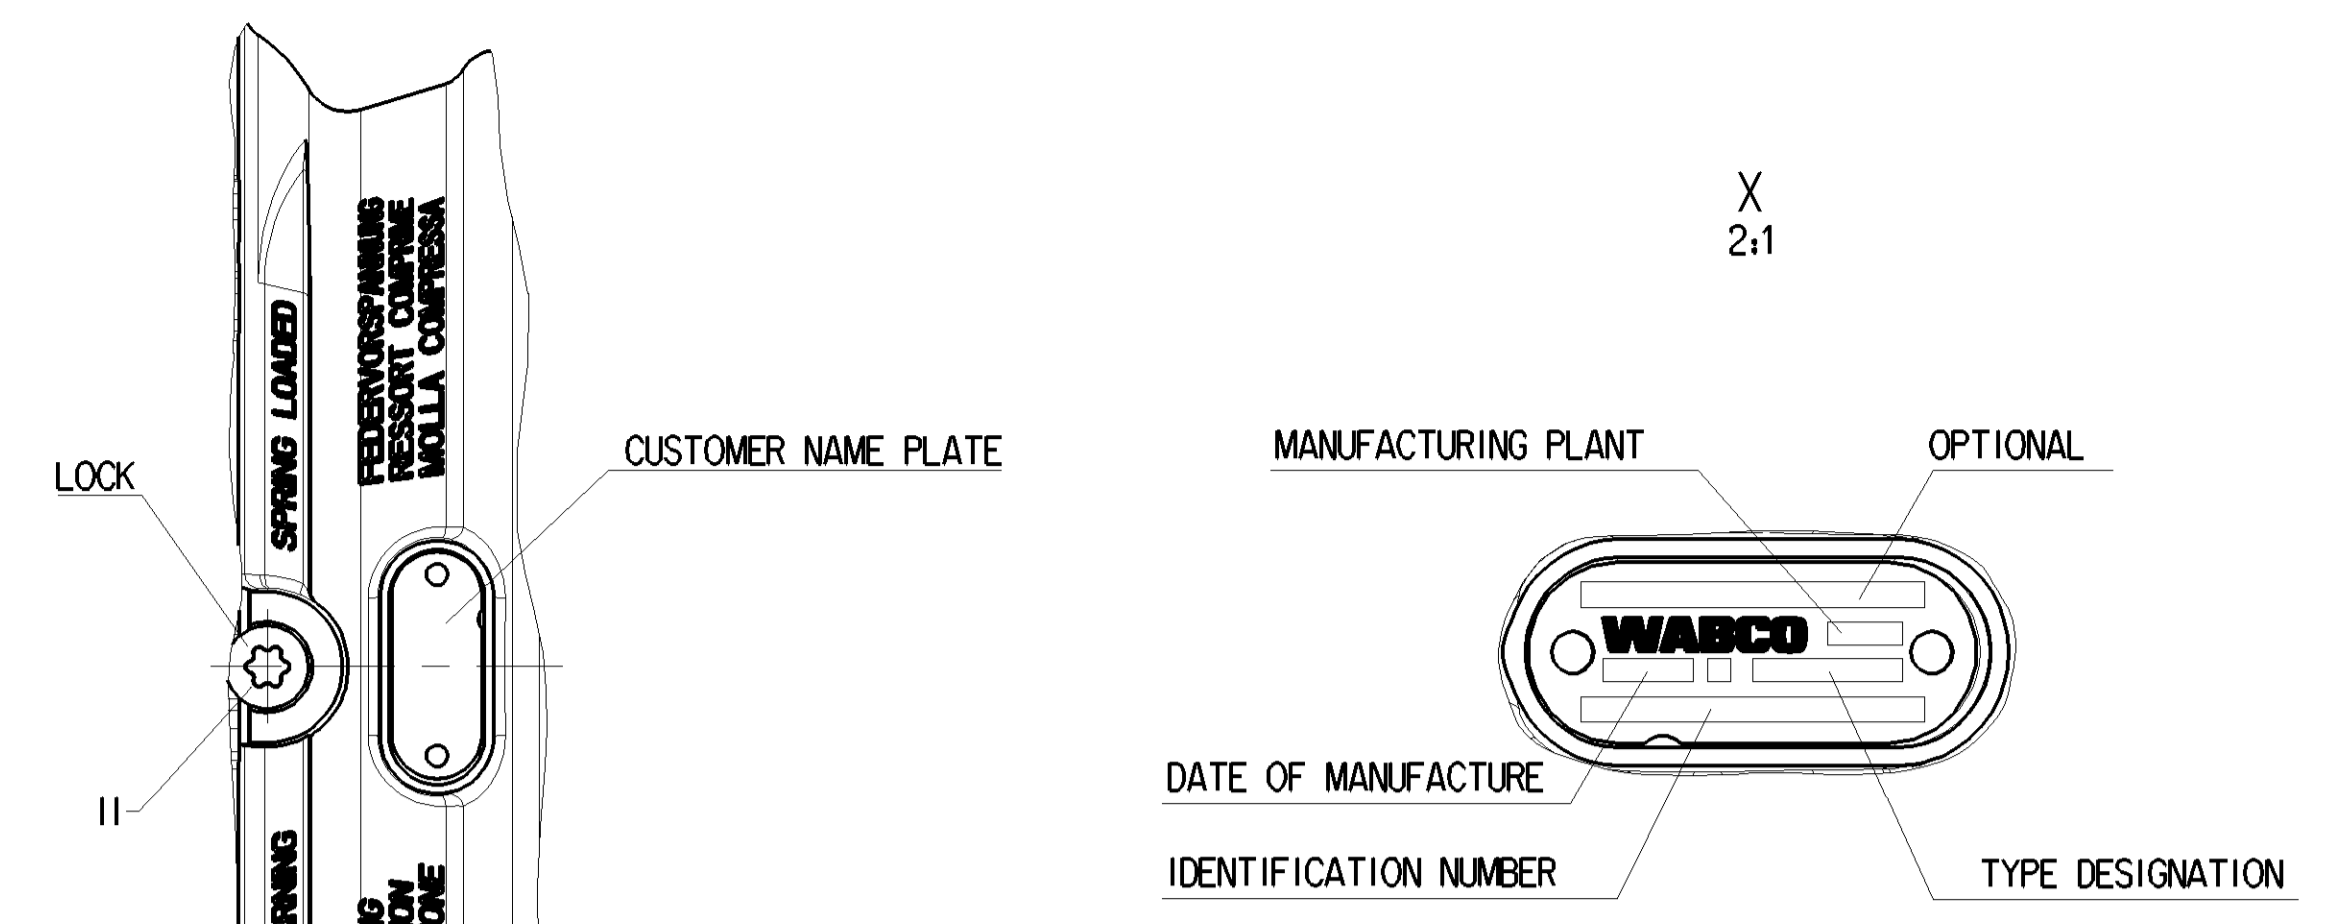 FEDERVORSPANNUNG
RESSORT COMPRIME
MOLLA COMPRESSA
SPRING LOADED
LOCK
CUSTOMER NAME PLATE
II
X
2:1
MANUFACTURING PLANT
OPTIONAL
WABCO
DATE OF MANUFACTURE
IDENTIFICATION NUMBER
TYPE DESIGNATION